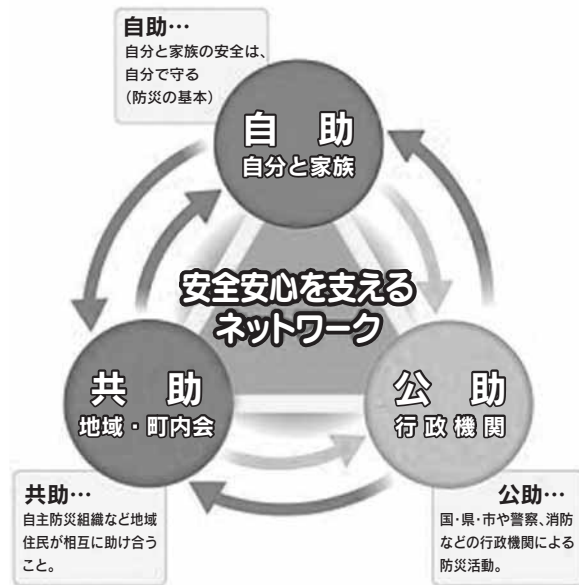 自助…
自分と家族の安全は、
自分で守る
（防災の基本）
自　助
自分と家族
安全安心を支える
ネットワーク
共　助
地域・町内会
公　助
行政機関
共助…
自主防災組織など地域
住民が相互に助け合う
こと。
公助…
国・県・市や警察、消防
などの行政機関による
防災活動。